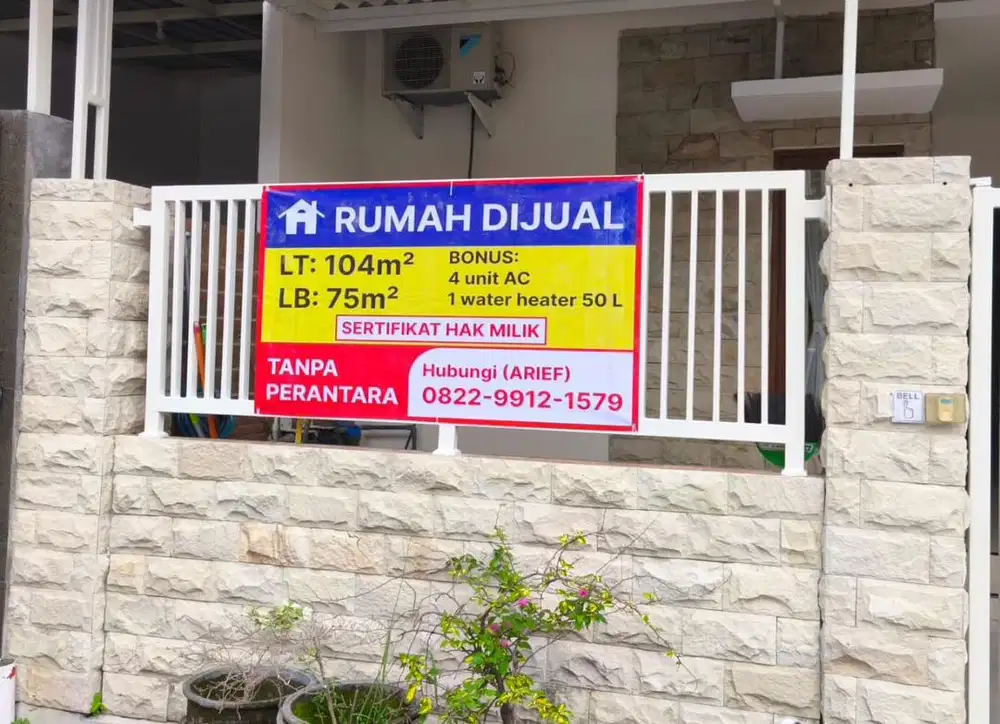 RUMAH DIJUAL
LT: 104m²
LB: 75m²
BONUS:
4 unit AC
1 water heater 50 L
SERTIFIKAT HAK MILIK
TANPA
PERANTARA
Hubungi (ARIEF)
0822-9912-1579
BELL